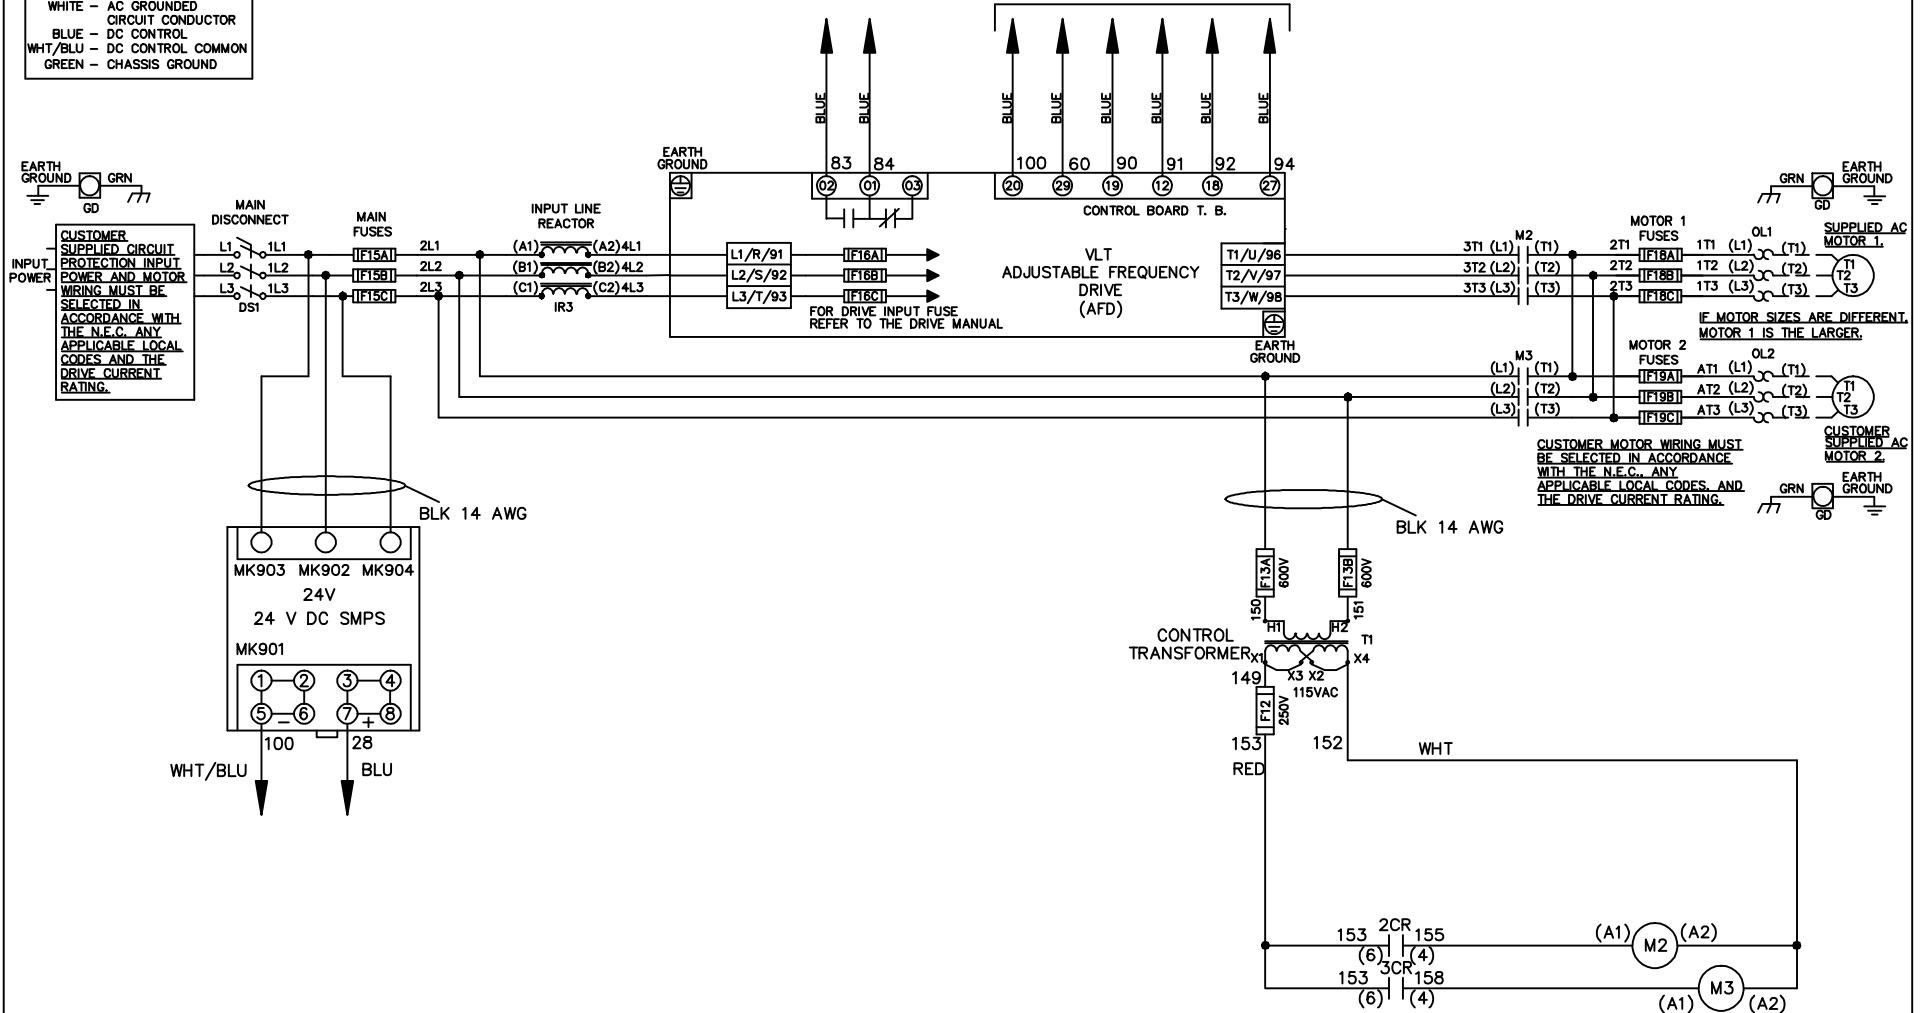 WHITE – AC GROUNDED
CIRCUIT CONDUCTOR
BLUE – DC CONTROL
WHT/BLU – DC CONTROL COMMON
GREEN – CHASSIS GROUND
BLUE
BLUE
BLUE
BLUE
BLUE
BLUE
BLUE
BLUE
EARTH
GROUND
GRN
GD
EARTH
GROUND
83
84
100
60
90
91
92
94
02
01
03
20
29
19
12
18
27
CONTROL BOARD T. B.
GRN
EARTH
GROUND
GD
INPUT
POWER
CUSTOMER
SUPPLIED CIRCUIT
PROTECTION INPUT
POWER AND MOTOR
WIRING MUST BE
SELECTED IN
ACCORDANCE WITH
THE N.E.C. ANY
APPLICABLE LOCAL
CODES AND THE
DRIVE CURRENT
RATING.
MAIN
DISCONNECT
L1 1L1
L2 1L2
L3 1L3
DS1
MAIN
FUSES
F15A
F15B
F15C
2L1
2L2
2L3
INPUT LINE
REACTOR
(A1) (A2)4L1
(B1) (B2)4L2
(C1) (C2)4L3
IR3
L1/R/91
L2/S/92
L3/T/93
F16A
F16B
F16C
FOR DRIVE INPUT FUSE
REFER TO THE DRIVE MANUAL
VLT
ADJUSTABLE FREQUENCY
DRIVE
(AFD)
T1/U/96
T2/V/97
T3/W/98
EARTH
GROUND
M2
3T1 (L1) (T1)
3T2 (L2) (T2)
3T3 (L3) (T3)
MOTOR 1
FUSES
2T1 F18A 1T1 (L1) (T1)
2T2 F18B 1T2 (L2) (T2)
2T3 F18C 1T3 (L3) (T3)
OL1
SUPPLIED AC
MOTOR 1.
T1
T2
T3
IF MOTOR SIZES ARE DIFFERENT,
MOTOR 1 IS THE LARGER.
M3
(L1) (T1)
(L2) (T2)
(L3) (T3)
MOTOR 2
FUSES
F19A AT1 (L1) (T1)
F19B AT2 (L2) (T2)
F19C AT3 (L3) (T3)
OL2
T1
T2
T3
CUSTOMER
SUPPLIED AC
MOTOR 2.
CUSTOMER MOTOR WIRING MUST
BE SELECTED IN ACCORDANCE
WITH THE N.E.C., ANY
APPLICABLE LOCAL CODES, AND
THE DRIVE CURRENT RATING.
GRN
EARTH
GROUND
GD
BLK 14 AWG
BLK 14 AWG
MK903 MK902 MK904
24V
24 V DC SMPS
MK901
1 2 3 4
5 6 7 8
– +
100
28
WHT/BLU
BLU
F13A
600V
F13B
600V
150
151
H1 H2
T1
CONTROL
TRANSFORMER
X1 X4
X3 X2
149
115VAC
F12
250V
153
152
RED
WHT
2CR
153 155
(6) (4)
(A1) M2 (A2)
3CR
153 158
(6) (4)
M3
(A1) (A2)